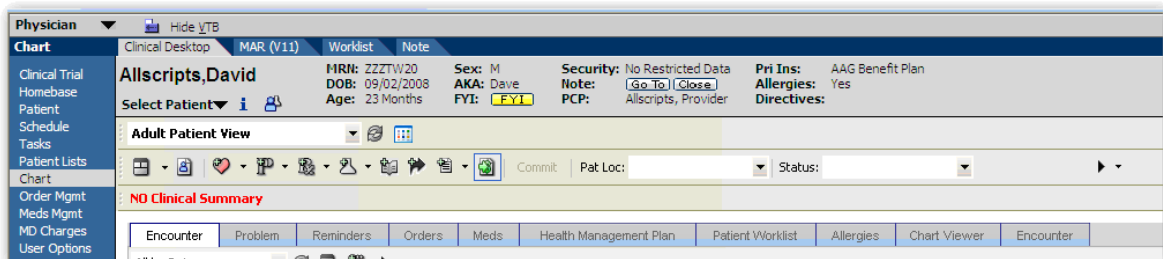 Physician
Hide VTB
Chart
Clinical Desktop MAR (V11) Worklist Note
Clinical Trial
Homebase
Patient
Schedule
Tasks
Patient Lists
Chart
Order Mgmt
Meds Mgmt
MD Charges
User Options
Allscripts,David MRN: ZZZTW20 Sex: M Security: No Restricted Data Pri Ins: AAG Benefit Plan
DOB: 09/02/2008 AKA: Dave Note: Go To Close Allergies: Yes
Select Patient Age: 23 Months FYI: FYI PCP: Allscripts, Provider Directives:
Adult Patient View
Commit Pat Loc: Status:
NO Clinical Summary
Encounter Problem Reminders Orders Meds Health Management Plan Patient Worklist Allergies Chart Viewer Encounter